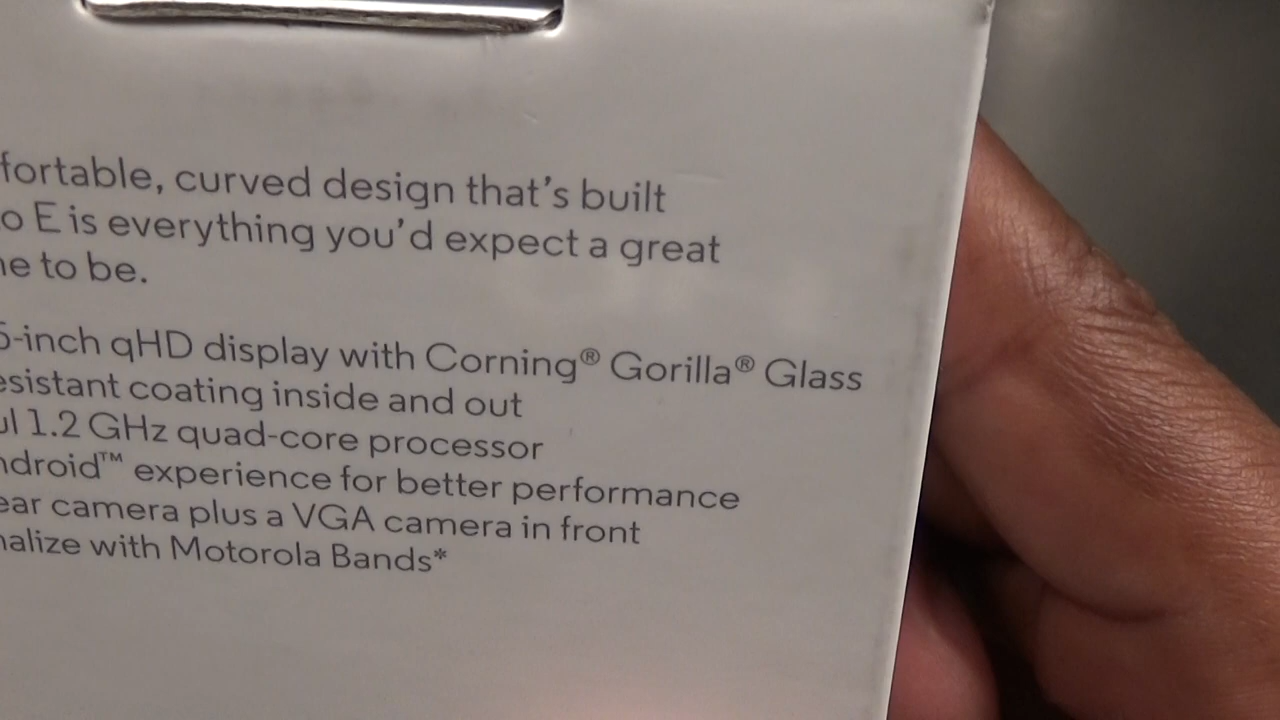 fortable, curved design that's built
o E is everything you'd expect a great
ne to be.
5-inch qHD display with Corning® Gorilla® Glass
esistant coating inside and out
ul 1.2 GHz quad-core processor
ndroid™ experience for better performance
ear camera plus a VGA camera in front
nalize with Motorola Bands*